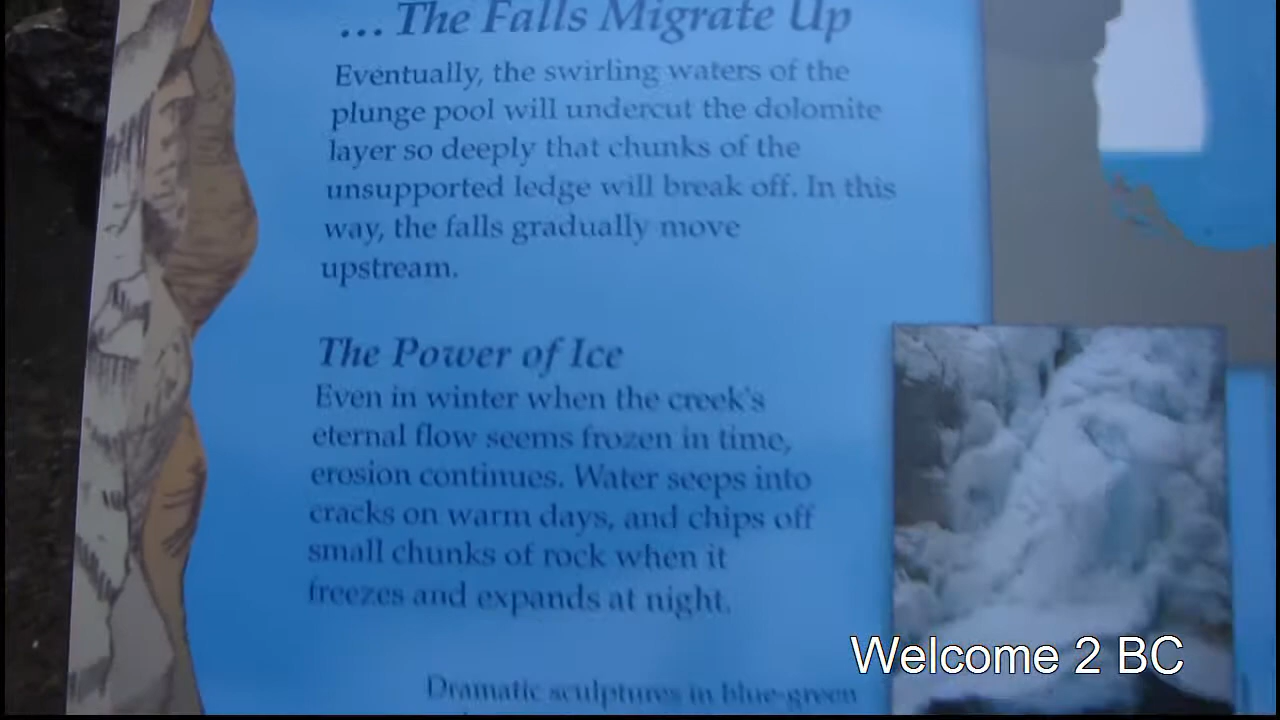 ... The Falls Migrate Up
Eventually, the swirling waters of the
plunge pool will undercut the dolomite
layer so deeply that chunks of the
unsupported ledge will break off. In this
way, the falls gradually move
upstream.
The Power of Ice
Even in winter when the creek's
eternal flow seems frozen in time,
erosion continues. Water seeps into
cracks on warm days, and chips off
small chunks of rock when it
freezes and expands at night.
Dramatic sculptures in blue-green
Welcome 2 BC